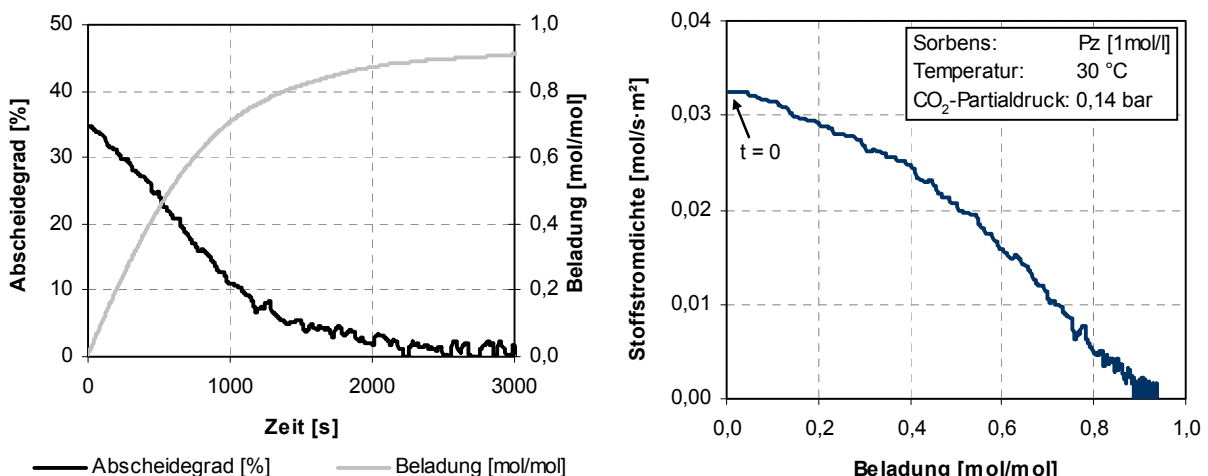 50
40
30
20
10
0
Abscheidegrad [%]
1,0
0,8
0,6
0,4
0,2
0,0
Beladung [mol/mol]
0
1000
2000
3000
Zeit [s]
Abscheidegrad [%]
Beladung [mol/mol]
0,04
0,03
0,02
0,01
0,00
Stoffstromdichte [mol/s·m²]
Sorbens: Pz [1mol/l]
Temperatur: 30 °C
CO₂-Partialdruck: 0,14 bar
t = 0
0,0
0,2
0,4
0,6
0,8
1,0
Beladung [mol/mol]